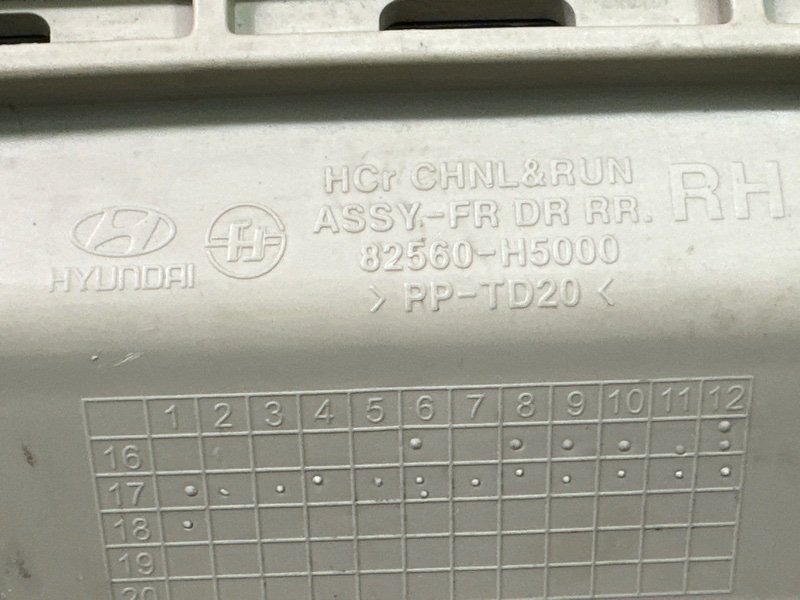 HCr CHNL&RUN
ASSY.-FR DR RR. RH
82560-H5000
> PP-TD20 <
HYUNDAI
1 2 3 4 5 6 7 8 9 10 11 12
16
17
18
19
20